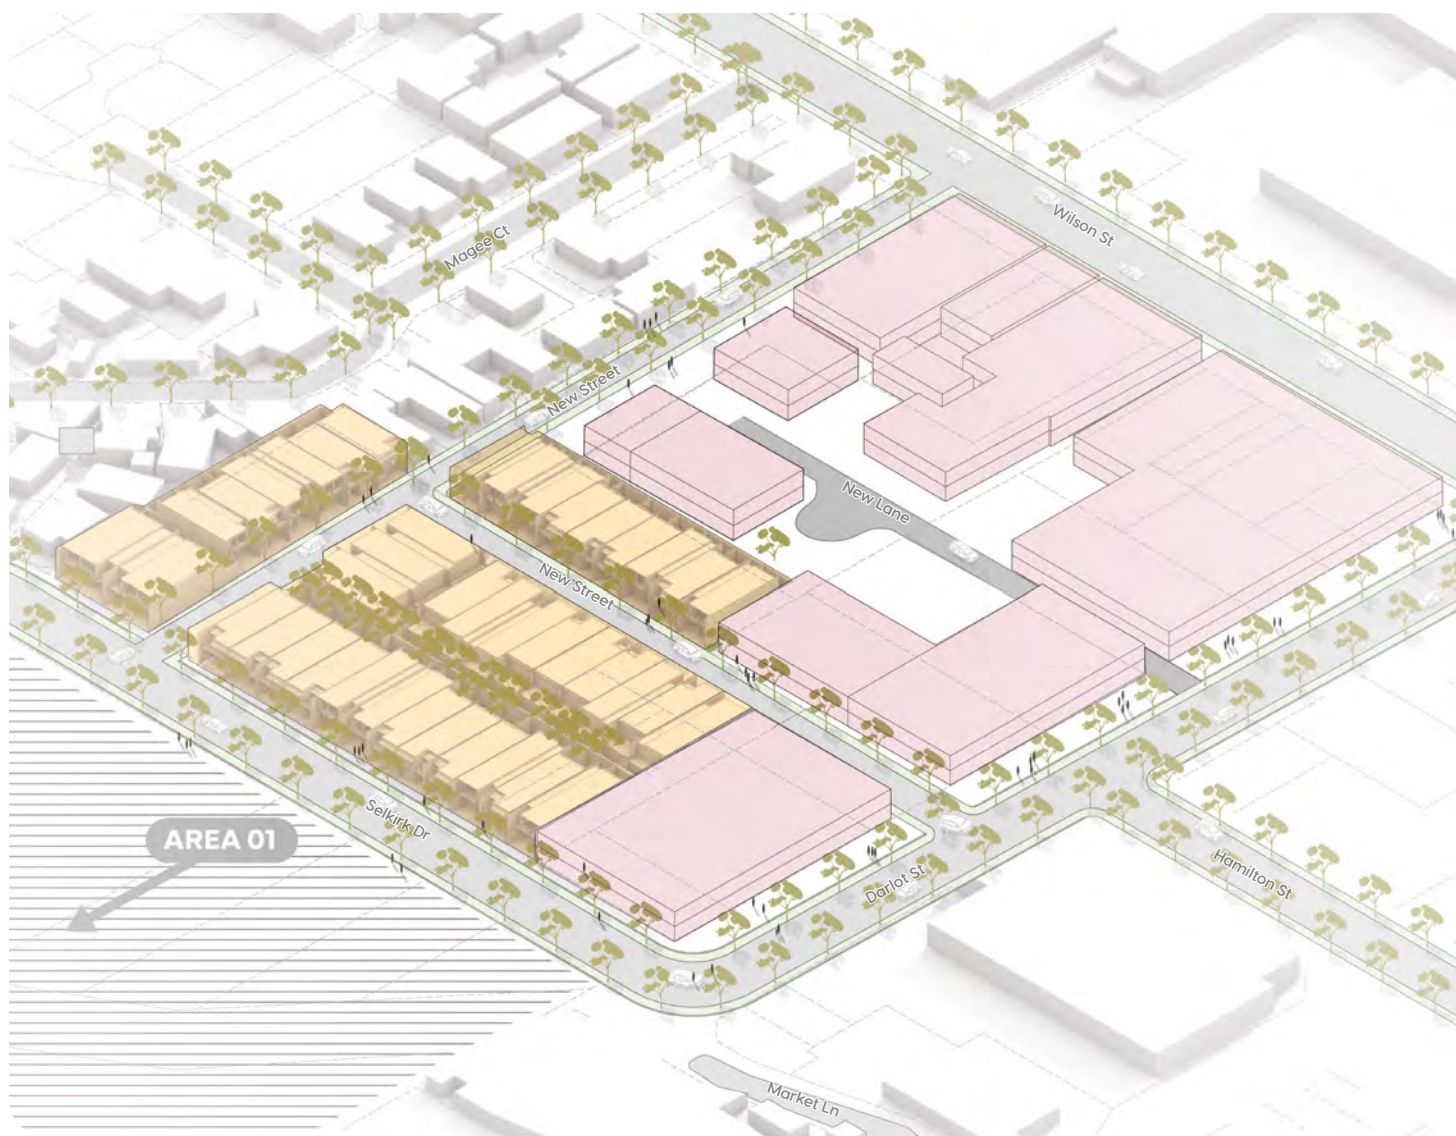 Wilson St
Magee Ct
New Street
New Lane
New Street
Selkirk Dr
AREA 01
Hamilton St
Darlot St
Market Ln